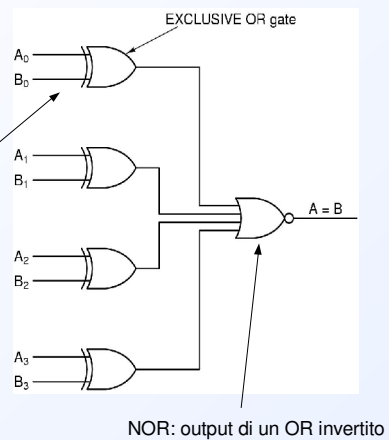 EXCLUSIVE OR gate
A₀
B₀
A₁
B₁
A = B
A₂
B₂
A₃
B₃
NOR: output di un OR invertito